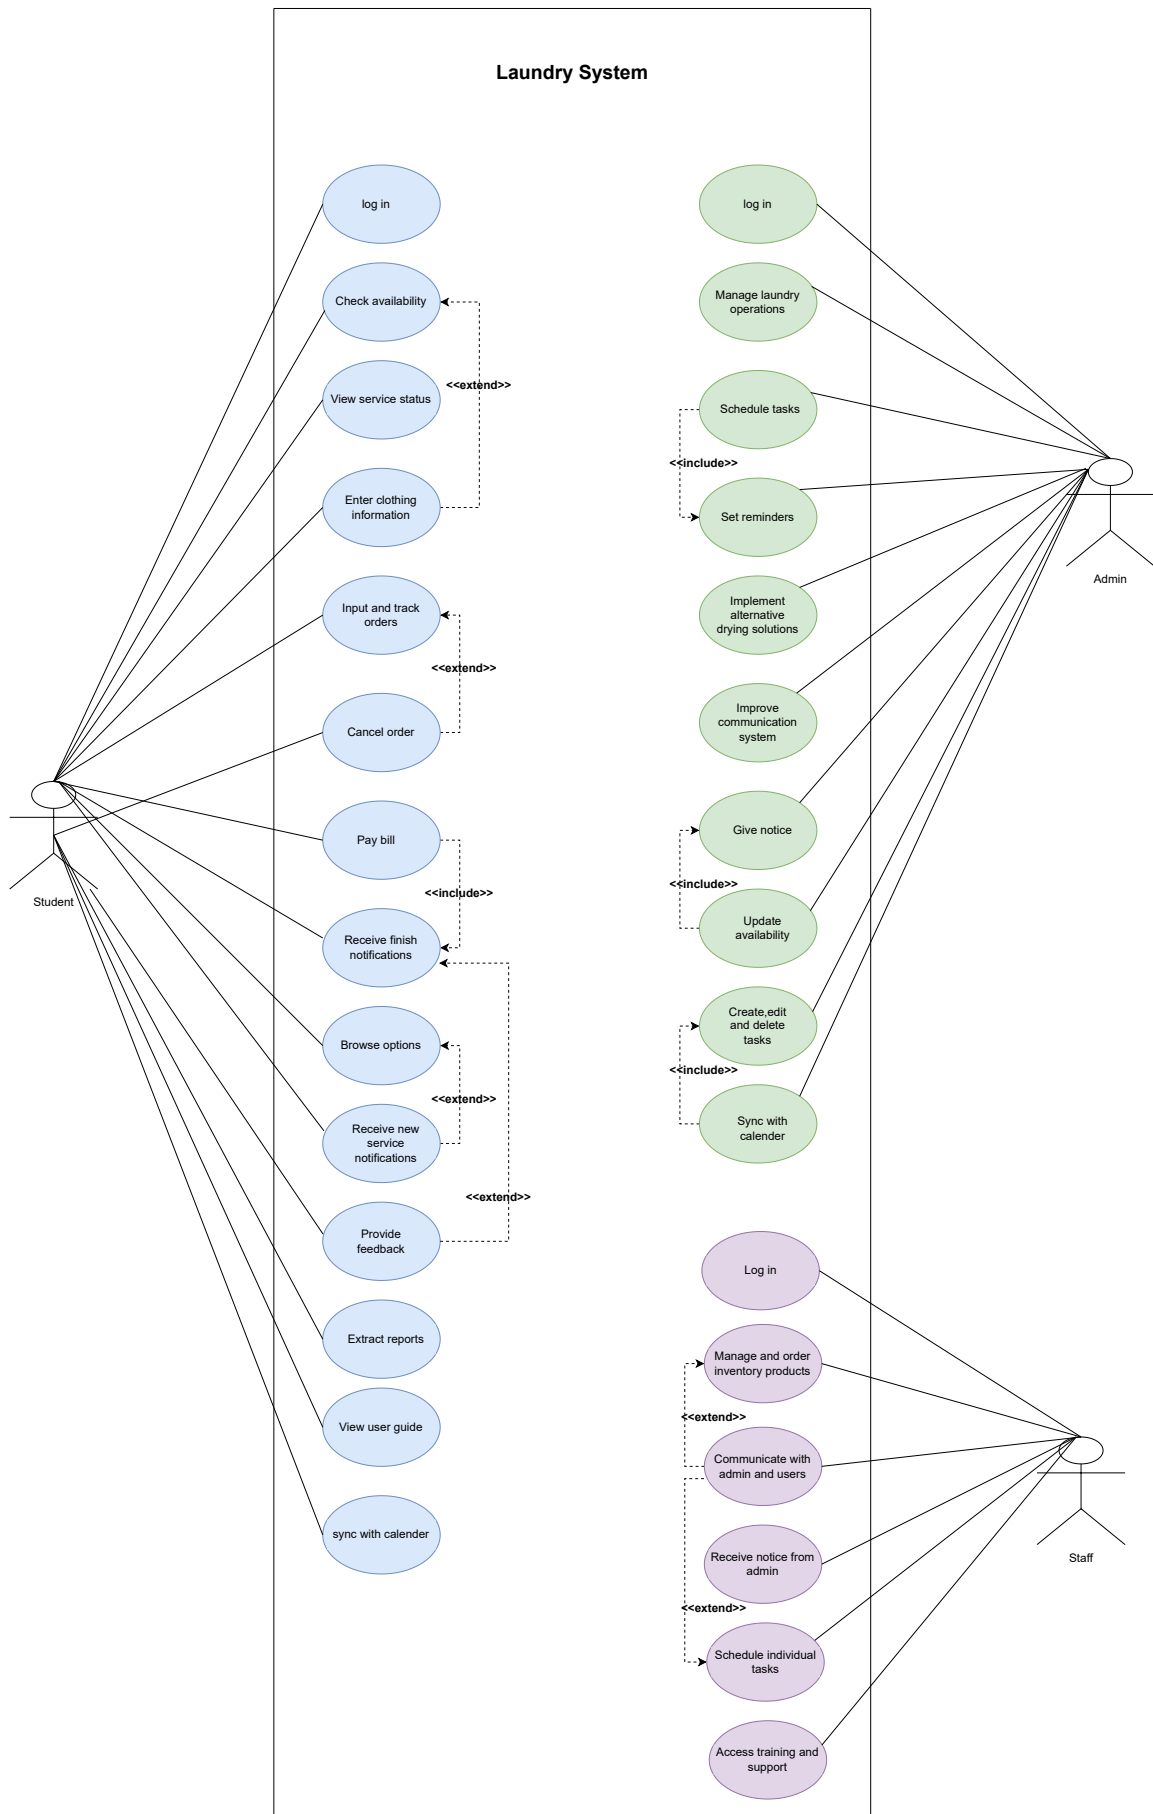 Laundry System
log in
Check availability
<<extend>>
View service status
Enter clothing
information
Input and track
orders
<<extend>>
Cancel order
Pay bill
<<include>>
Receive finish
notifications
Browse options
<<extend>>
Receive new
service
notifications
<<extend>>
Provide
feedback
Extract reports
View user guide
sync with calender
Student
log in
Manage laundry
operations
Schedule tasks
<<include>>
Set reminders
Implement
alternative
drying solutions
Improve
communication
system
Give notice
<<include>>
Update
availability
Create,edit
and delete
tasks
<<include>>
Sync with
calender
Admin
Log in
Manage and order
inventory products
<<extend>>
Communicate with
admin and users
Receive notice from
admin
<<extend>>
Schedule individual
tasks
Access training and
support
Staff